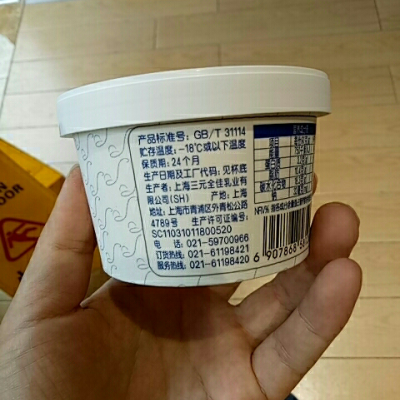 产品标准号: GB/T 31114
贮存温度: -18℃或以下温度
保质期: 24个月
生产日期及工厂代码: 见杯底
生产者: 上海三元全佳乳业有
限公司(SH) 产地:
地址: 上海市青浦区外青松公路
4789号 生产许可证编号:
SC11031011800520
电话: 021-59700966
订货热线: 021-61198421
服务热线: 021-61198420
NRV%
6 907868
OOR